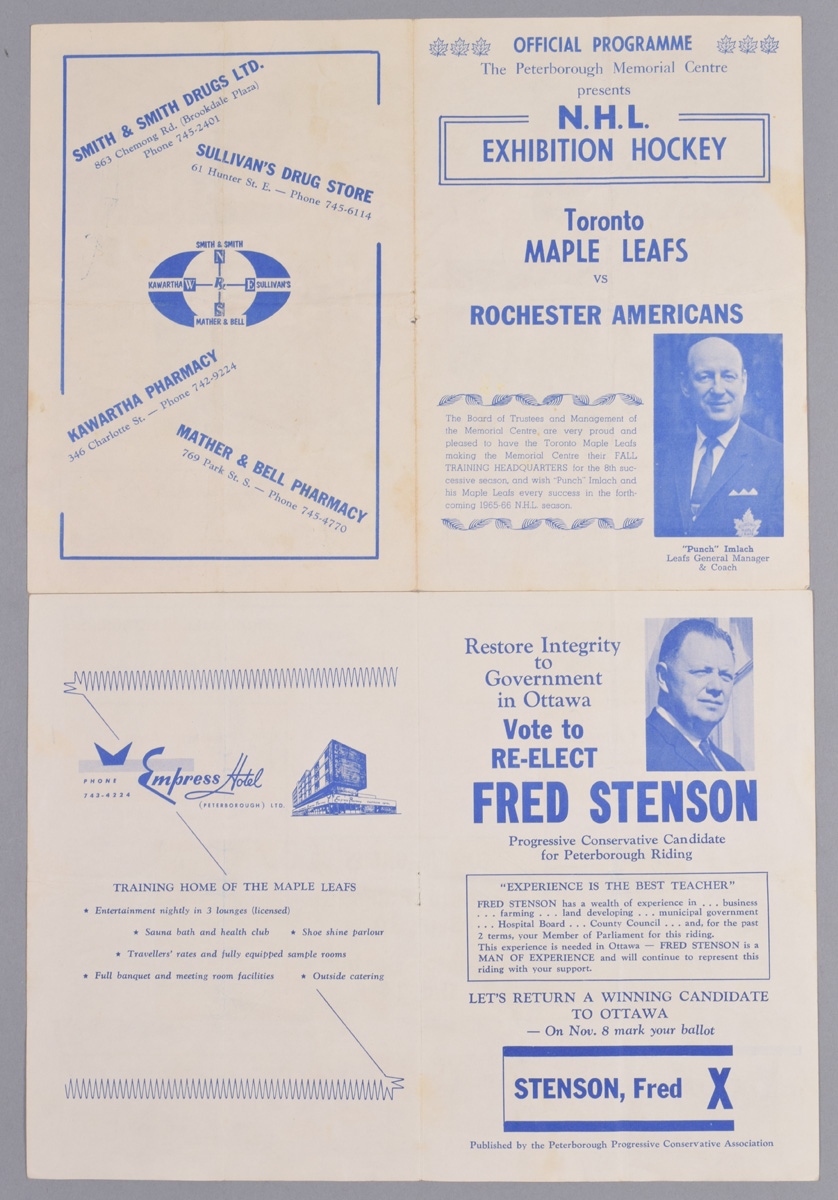 SMITH & SMITH DRUGS LTD.
863 Chemong Rd. (Brookdale Plaza)
Phone 745-2401
SULLIVAN'S DRUG STORE
61 Hunter St. E. — Phone 745-6114
SMITH & SMITH
N
KAWARTHA W Rx E SULLIVAN'S
S
MATHER & BELL
KAWARTHA PHARMACY
346 Charlotte St. — Phone 742-9224
MATHER & BELL PHARMACY
769 Park St. S. — Phone 745-4770
OFFICIAL PROGRAMME
The Peterborough Memorial Centre
presents
N.H.L.
EXHIBITION HOCKEY
Toronto
MAPLE LEAFS
vs
ROCHESTER AMERICANS
The Board of Trustees and Management of
the Memorial Centre, are very proud and
pleased to have the Toronto Maple Leafs
making the Memorial Centre their FALL
TRAINING HEADQUARTERS for the 8th suc-
cessive season, and wish "Punch" Imlach and
his Maple Leafs every success in the forth-
coming 1965-66 N.H.L. season.
"Punch" Imlach
Leafs General Manager
& Coach
PHONE
743-4324
Empress Hotel
(PETERBOROUGH) LTD.
TRAINING HOME OF THE MAPLE LEAFS
★ Entertainment nightly in 3 lounges (licensed)
★ Sauna bath and health club ★ Shoe shine parlour
★ Travellers' rates and fully equipped sample rooms
★ Full banquet and meeting room facilities ★ Outside catering
Restore Integrity
to
Government
in Ottawa
Vote to
RE-ELECT
FRED STENSON
Progressive Conservative Candidate
for Peterborough Riding
"EXPERIENCE IS THE BEST TEACHER"
FRED STENSON has a wealth of experience in . . . business
. . . farming . . . land developing . . . municipal government
. . . Hospital Board . . . County Council . . . and, for the past
2 terms, your Member of Parliament for this riding.
This experience is needed in Ottawa — FRED STENSON is a
MAN OF EXPERIENCE and will continue to represent this
riding with your support.
LET'S RETURN A WINNING CANDIDATE
TO OTTAWA
— On Nov. 8 mark your ballot
STENSON, Fred X
Published by the Peterborough Progressive Conservative Association